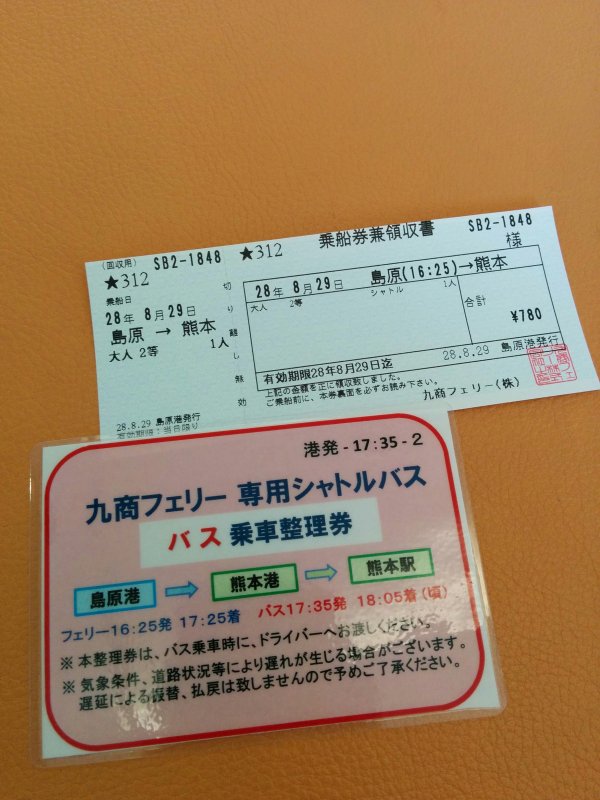 (回収用) SB2-1848
★312
乗船日
28年 8月29日
島原 → 熊本
大人 2等 1人
28.8.29 島原港発行
有効期限:当日限り
切り離し無効
★312 乗船券兼領収書 SB2-1848
様
28年 8月29日 島原(16:25)→熊本
大人 2等 シャトル 1人
合計
¥780
有効期限28年8月29日迄
上記の金額を正に領収致しました。
ご乗船前に、本券裏面を必ずお読み下さい。
28.8.29 島原港発行
九商フェリー(株)
港発-17:35-2
九商フェリー 専用シャトルバス
バス 乗車整理券
島原港 熊本港 熊本駅
フェリー16:25発 17:25着 バス17:35発 18:05着(頃)
※ 本整理券は、バス乗車時に、ドライバーへお渡しください。
※ 気象条件、道路状況等により遅れが生じる場合がございます。
遅延による振替、払戻は致しませんので予めご了承ください。